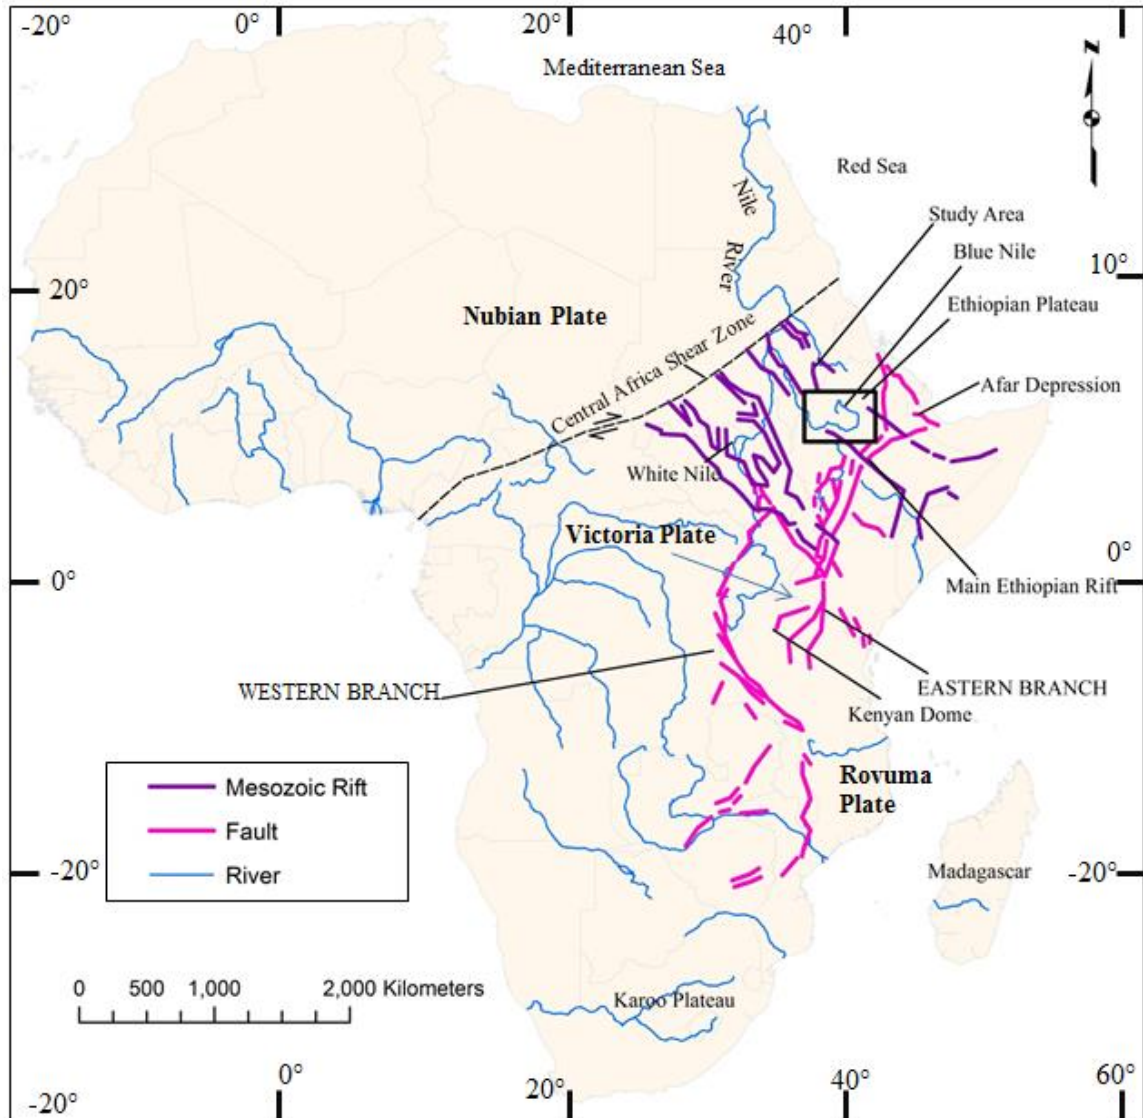 -20°
0°
20°
40°
60°
Mediterranean Sea
N
Red Sea
Nile
River
Study Area
Blue Nile
10°
20°
Ethiopian Plateau
Nubian Plate
Central Africa Shear Zone
Afar Depression
White Nile
Victoria Plate
0°
0°
Main Ethiopian Rift
WESTERN BRANCH
EASTERN BRANCH
Kenyan Dome
Rovuma
Plate
Mesozoic Rift
Fault
River
-20°
-20°
Madagascar
0 500 1,000 2,000 Kilometers
Karoo Plateau
-20°
0°
20°
40°
60°